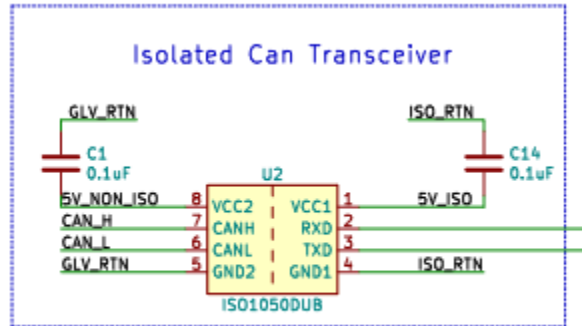 Isolated Can Transceiver
GLV_RTN
ISO_RTN
C1
0.1uF
C14
0.1uF
U2
5V_NON_ISO 8 VCC2 VCC1 1 5V_ISO
CAN_H 7 CANH RXD 2
CAN_L 6 CANL TXD 3
GLV_RTN 5 GND2 GND1 4 ISO_RTN
ISO1050DUB